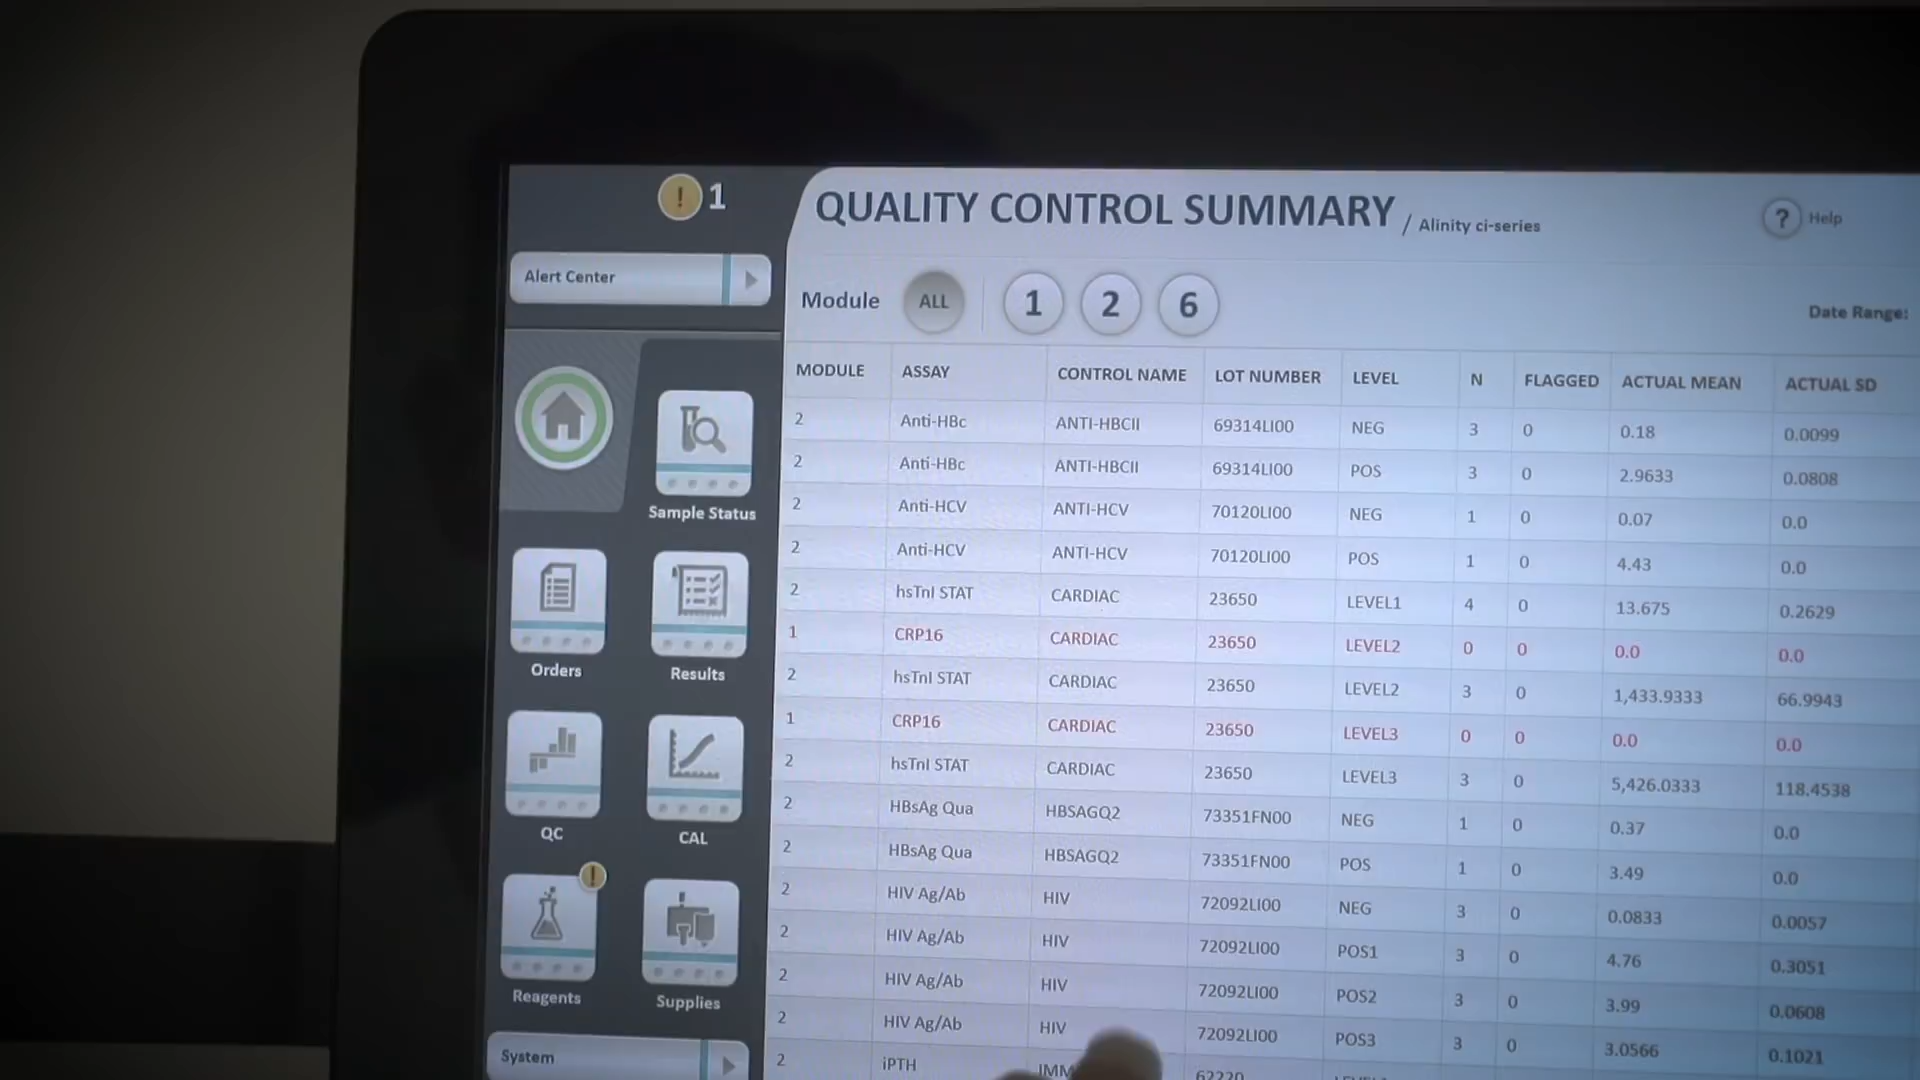 ! 1
QUALITY CONTROL SUMMARY / Alinity ci-series
? Help
Alert Center
Module ALL 1 2 6
Date Range:
MODULE ASSAY CONTROL NAME LOT NUMBER LEVEL N FLAGGED ACTUAL MEAN ACTUAL SD
2 Anti-HBc ANTI-HBCII 69314LI00 NEG 3 0 0.18 0.0099
2 Anti-HBc ANTI-HBCII 69314LI00 POS 3 0 2.9633 0.0808
2 Anti-HCV ANTI-HCV 70120LI00 NEG 1 0 0.07 0.0
2 Anti-HCV ANTI-HCV 70120LI00 POS 1 0 4.43 0.0
2 hsTnI STAT CARDIAC 23650 LEVEL1 4 0 13.675 0.2629
1 CRP16 CARDIAC 23650 LEVEL2 0 0 0.0 0.0
2 hsTnI STAT CARDIAC 23650 LEVEL2 3 0 1,433.9333 66.9943
1 CRP16 CARDIAC 23650 LEVEL3 0 0 0.0 0.0
2 hsTnI STAT CARDIAC 23650 LEVEL3 3 0 5,426.0333 118.4538
2 HBsAg Qua HBSAGQ2 73351FN00 NEG 1 0 0.37 0.0
2 HBsAg Qua HBSAGQ2 73351FN00 POS 1 0 3.49 0.0
2 HIV Ag/Ab HIV 72092LI00 NEG 3 0 0.0833 0.0057
2 HIV Ag/Ab HIV 72092LI00 POS1 3 0 4.76 0.3051
2 HIV Ag/Ab HIV 72092LI00 POS2 3 0 3.99 0.0608
2 HIV Ag/Ab HIV 72092LI00 POS3 3 0 3.0566 0.1021
2 iPTH
Sample Status
Orders
Results
QC
CAL
!
Reagents
Supplies
System